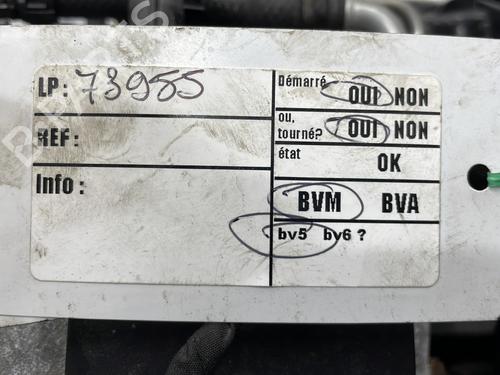 LP: 73985
REF:
Info :
Démarré OUI NON
ou, tourné? OUI NON
état OK
BVM BVA
bv5 bv6 ?